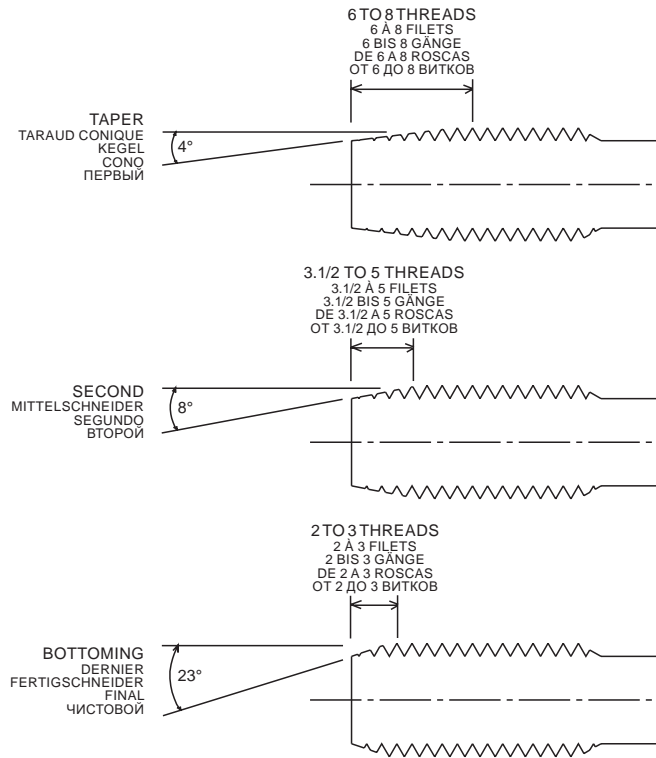 6 TO 8 THREADS
6 À 8 FILETS
6 BIS 8 GÄNGE
DE 6 A 8 ROSCAS
ОТ 6 ДО 8 ВИТКОВ
TAPER
TARAUD CONIQUE
KEGEL
CONO
ПЕРВЫЙ
4°
3.1/2 TO 5 THREADS
3.1/2 À 5 FILETS
3.1/2 BIS 5 GÄNGE
DE 3.1/2 A 5 ROSCAS
ОТ 3.1/2 ДО 5 ВИТКОВ
SECOND
MITTELSCHNEIDER
SEGUNDO
ВТОРОЙ
8°
2 TO 3 THREADS
2 À 3 FILETS
2 BIS 3 GÄNGE
DE 2 A 3 ROSCAS
ОТ 2 ДО 3 ВИТКОВ
BOTTOMING
DERNIER
FERTIGSCHNEIDER
FINAL
ЧИСТОВОЙ
23°